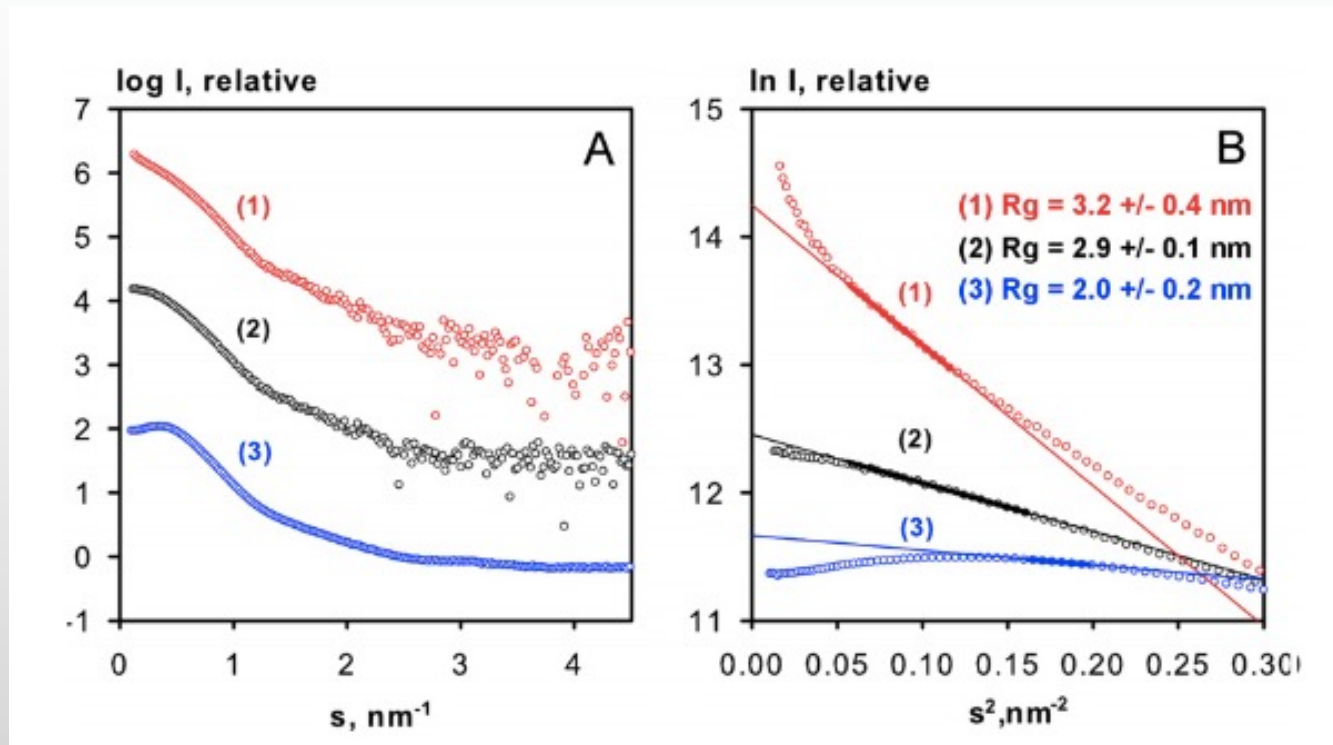 log I, relative
7
6
5
4
3
2
1
0
-1
0 1 2 3 4
s, nm-1
A
(1)
(2)
(3)
ln I, relative
15
14
13
12
11
0.00 0.05 0.10 0.15 0.20 0.25 0.30
s2,nm-2
B
(1) Rg = 3.2 +/- 0.4 nm
(2) Rg = 2.9 +/- 0.1 nm
(3) Rg = 2.0 +/- 0.2 nm
(1)
(2)
(3)